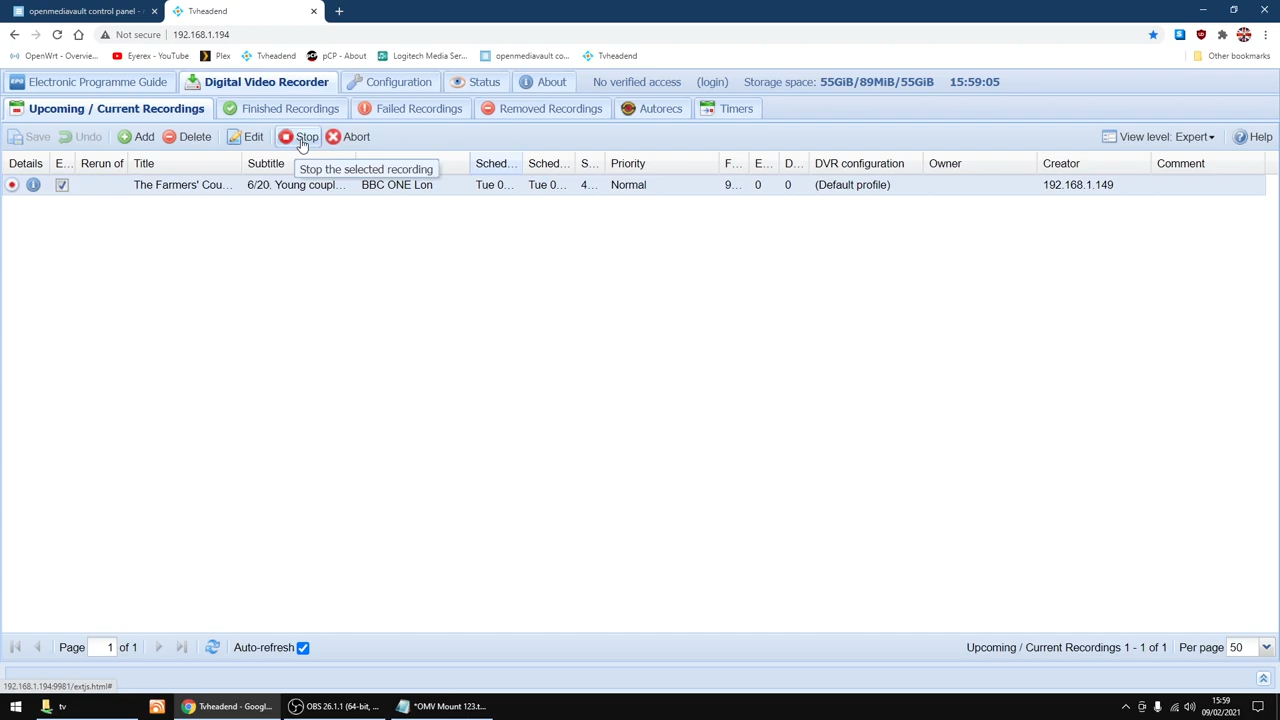 openmediavault control panel -
Tvheadend
Not secure
192.168.1.194
OpenWrt - Overvie...
Eyerex - YouTube
Plex
Tvheadend
pCP - About
Logitech Media Ser...
openmediavault co...
Tvheadend
Other bookmarks
Electronic Programme Guide
Digital Video Recorder
Configuration
Status
About
No verified access
(login)
Storage space: 55GiB/89MiB/55GiB
15:59:05
Upcoming / Current Recordings
Finished Recordings
Failed Recordings
Removed Recordings
Autorecs
Timers
Save
Undo
Add
Delete
Edit
Stop
Abort
View level: Expert
Help
Details
E...
Rerun of
Title
Subtitle
Sched...
Sched...
S...
Priority
F...
E...
D...
DVR configuration
Owner
Creator
Comment
Stop the selected recording
The Farmers' Cou...
6/20. Young coupl...
BBC ONE Lon
Tue 0...
Tue 0...
4...
Normal
9...
0
0
(Default profile)
192.168.1.149
Page
1
of 1
Auto-refresh
Upcoming / Current Recordings 1 - 1 of 1
Per page
50
192.168.1.194:9981/extjs.html#
tv
Tvheadend - Googl...
OBS 26.1.1 (64-bit, ...
*OMV Mount 123.t...
15:59
09/02/2021